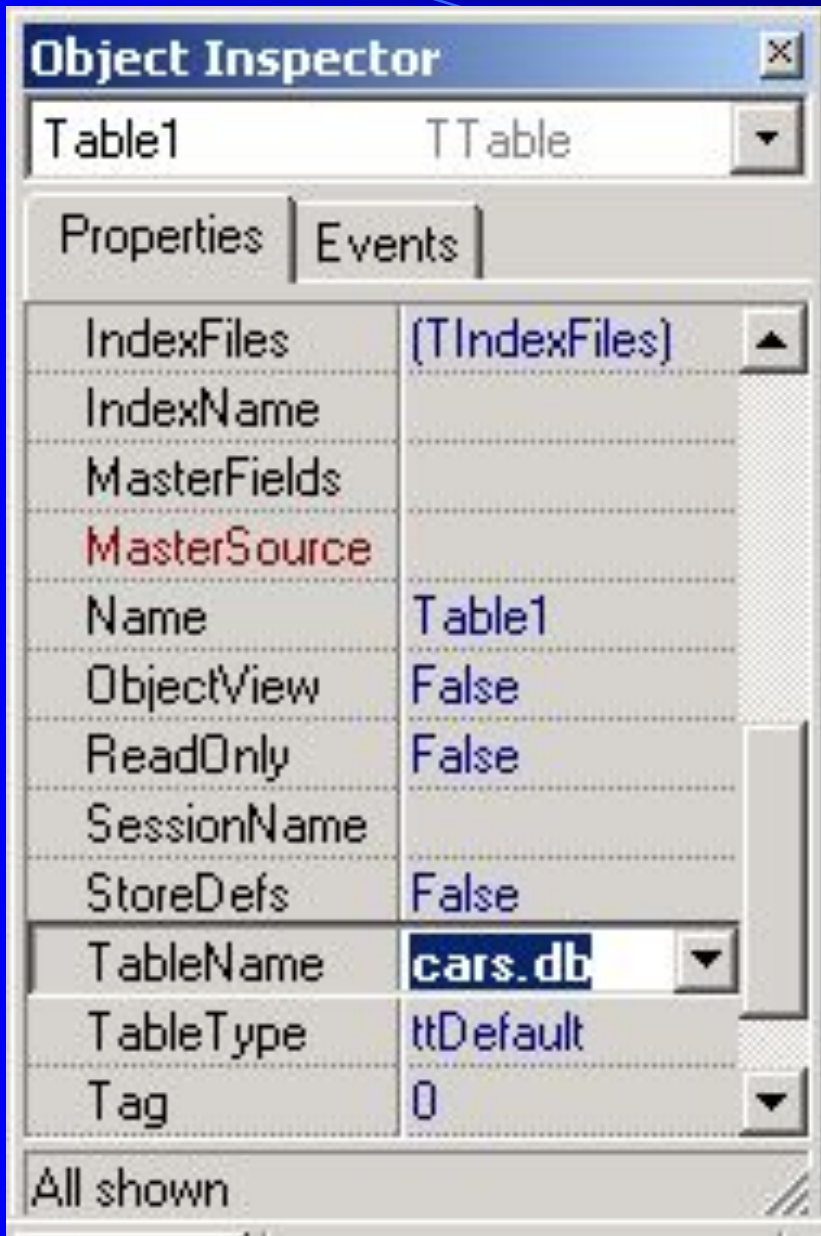 Object Inspector
Table1 TTable
Properties Events
IndexFiles (TIndexFiles)
IndexName
MasterFields
MasterSource
Name Table1
ObjectView False
ReadOnly False
SessionName
StoreDefs False
TableName cars.db
TableType ttDefault
Tag 0
All shown